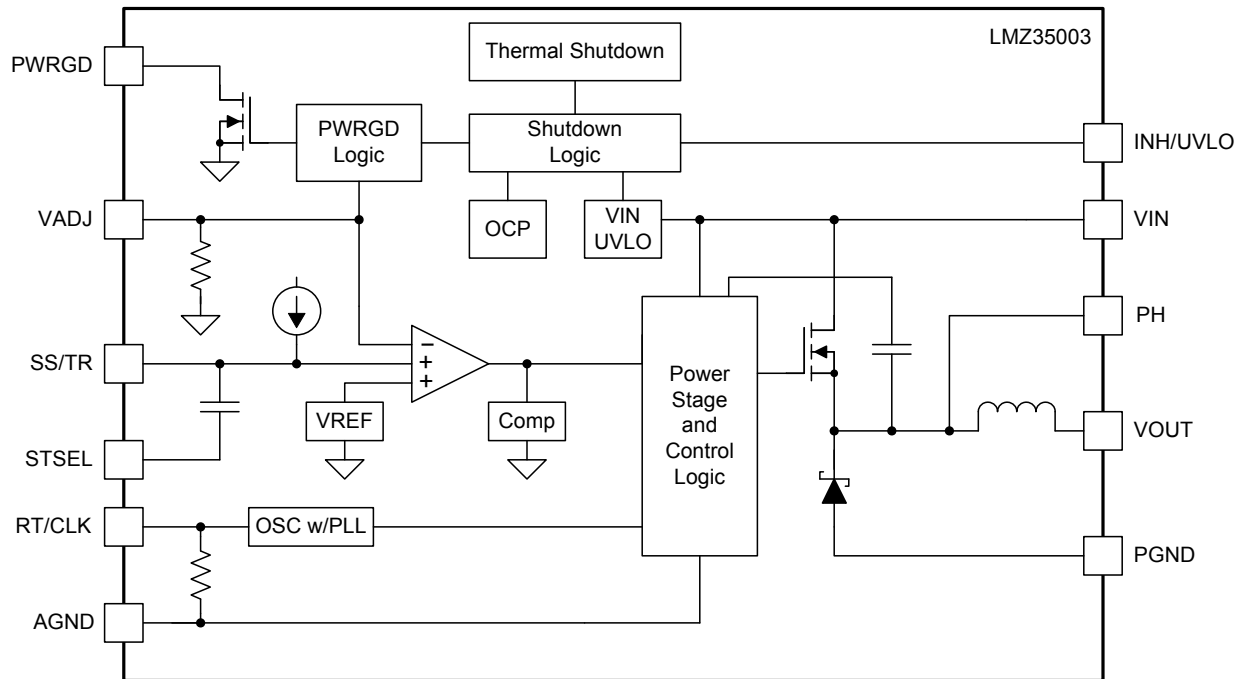 LMZ35003
Thermal Shutdown
PWRGD
PWRGD
Logic
Shutdown
Logic
INH/UVLO
VADJ
OCP
VIN
UVLO
VIN
PH
SS/TR
−
+
+
VREF
Comp
Power
Stage
and
Control
Logic
VOUT
STSEL
RT/CLK
OSC w/PLL
PGND
AGND